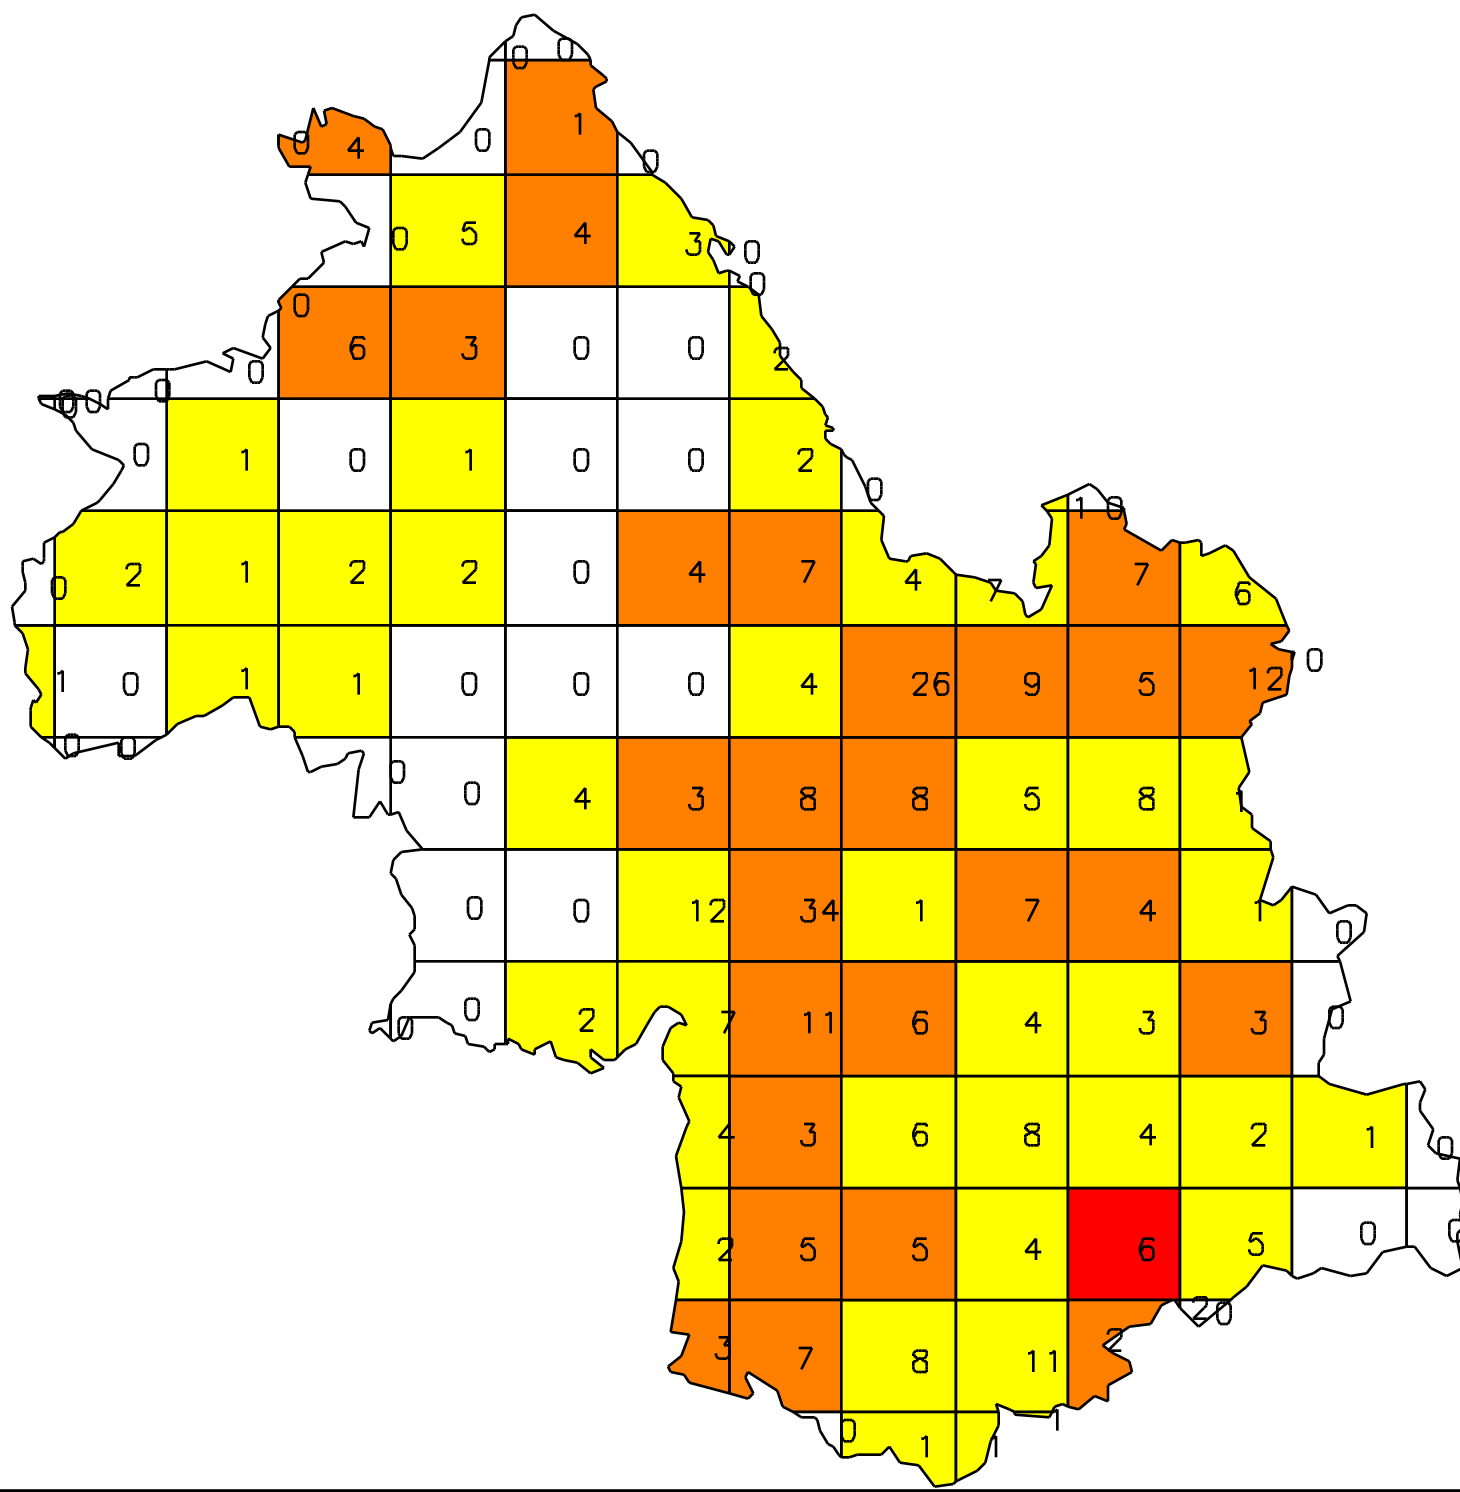 0 0
0 4 0 1 0
0 5 4 3 0
0
0 6 3 0 0 2
0 0
0 0 0
0 1 0 1 0 0 2 0
1 0
0 2 1 2 2 0 4 7 4 7 7 6
1 0 1 1 0 0 0 4 26 9 5 12 0
0 0
0 0 4 3 8 8 5 8 1
0 0 12 34 1 7 4 1 0
0 0 2 7 11 6 4 3 3 0
4 3 6 8 4 2 1 0
2 5 5 4 6 5 0 0
2 0
3 7 8 11 2
0 1 1 1